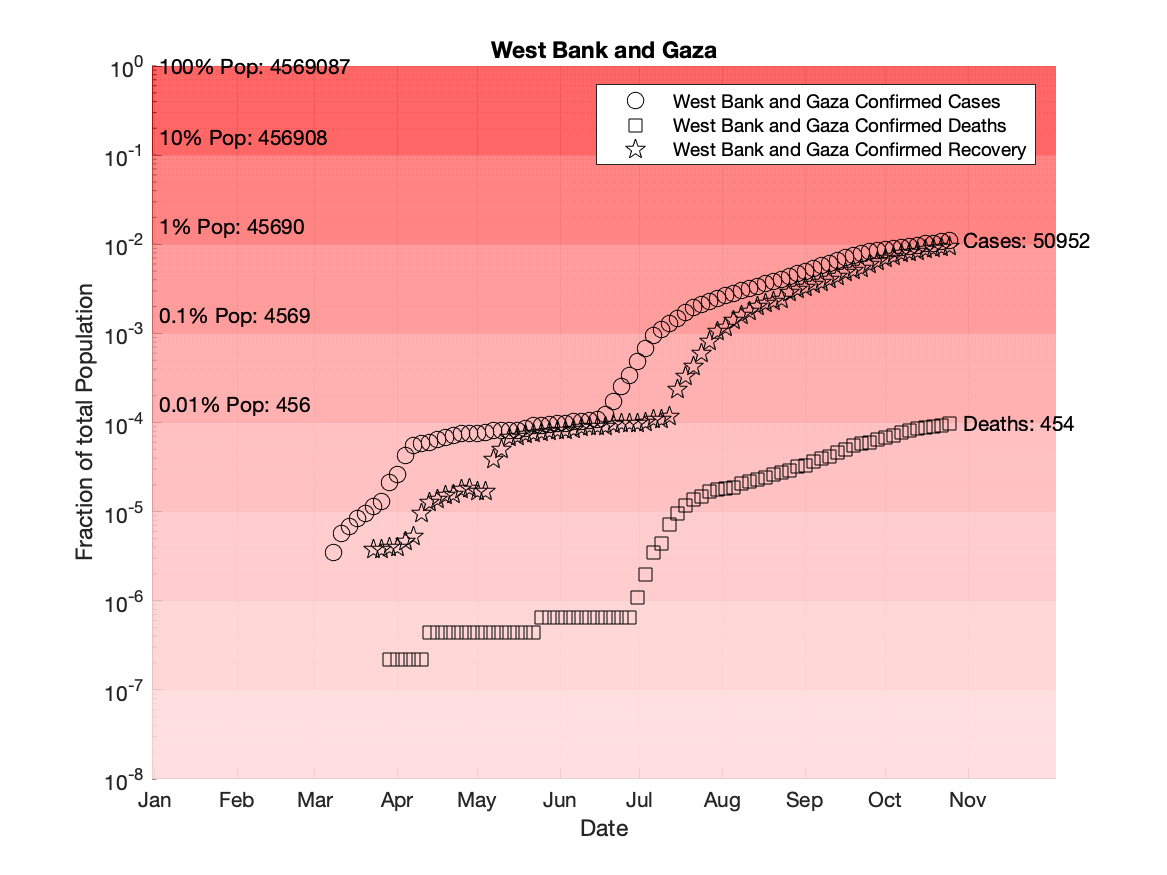 West Bank and Gaza
10^0
100% Pop: 4569087
West Bank and Gaza Confirmed Cases
West Bank and Gaza Confirmed Deaths
10% Pop: 456908
West Bank and Gaza Confirmed Recovery
10^-1
1% Pop: 45690
10^-2
Cases: 50952
0.1% Pop: 4569
10^-3
0.01% Pop: 456
10^-4
Deaths: 454
10^-5
10^-6
10^-7
10^-8
Fraction of total Population
Jan Feb Mar Apr May Jun Jul Aug Sep Oct Nov
Date